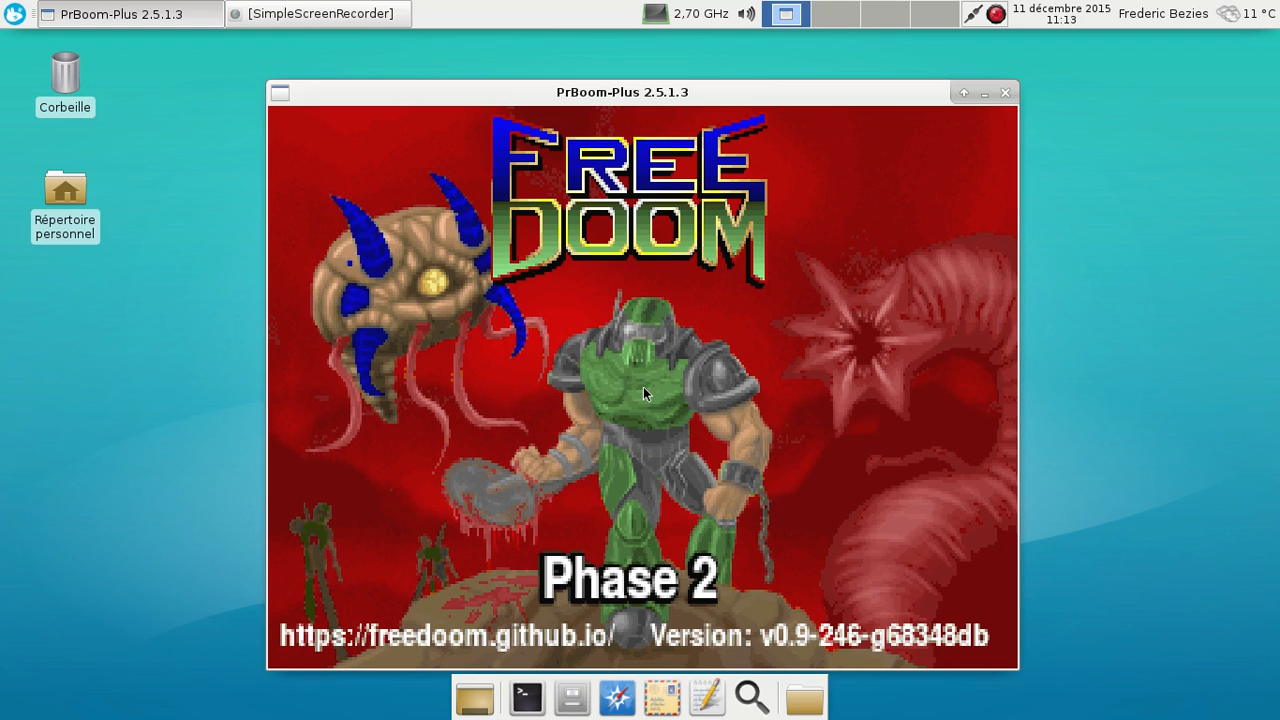 PrBoom-Plus 2.5.1.3
[SimpleScreenRecorder]
2,70 GHz
11 décembre 2015
11:13
Frederic Bezies
11 °C
Corbeille
Répertoire
personnel
PrBoom-Plus 2.5.1.3
FREE
DOOM
Phase 2
https://freedoom.github.io/ Version: v0.9-246-g68348db